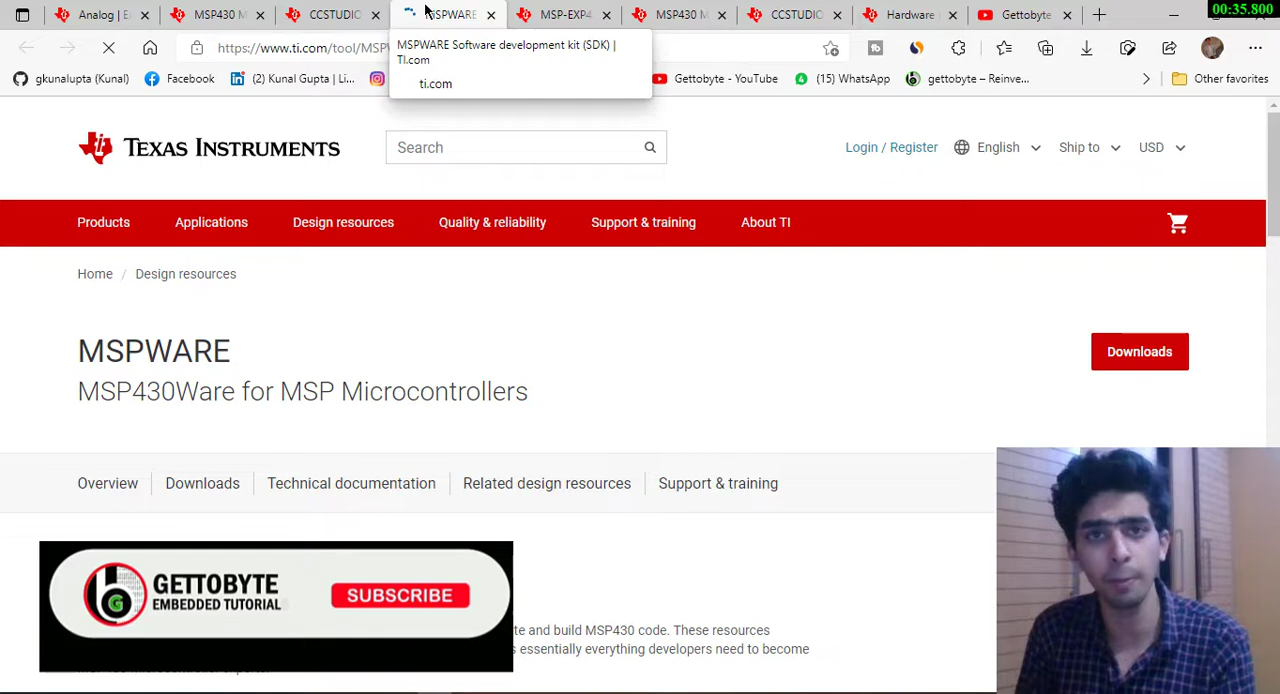 00:35.800
Analog | E
MSP430 M
CCSTUDIO
MSPWARE
MSP-EXP4
MSP430 M
CCSTUDIO
Hardware
Gettobyte
https://www.ti.com/tool/MSP
MSPWARE Software development kit (SDK) |
TI.com
ti.com
gkunalupta (Kunal)
Facebook
(2) Kunal Gupta | Li...
Gettobyte - YouTube
(15) WhatsApp
gettobyte – Reinve...
Other favorites
TEXAS INSTRUMENTS
Search
Login / Register
English
Ship to
USD
Products
Applications
Design resources
Quality & reliability
Support & training
About TI
Home / Design resources
MSPWARE
Downloads
MSP430Ware for MSP Microcontrollers
Overview
Downloads
Technical documentation
Related design resources
Support & training
GETTOBYTE
EMBEDDED TUTORIAL
SUBSCRIBE
te and build MSP430 code. These resources
s essentially everything developers need to become